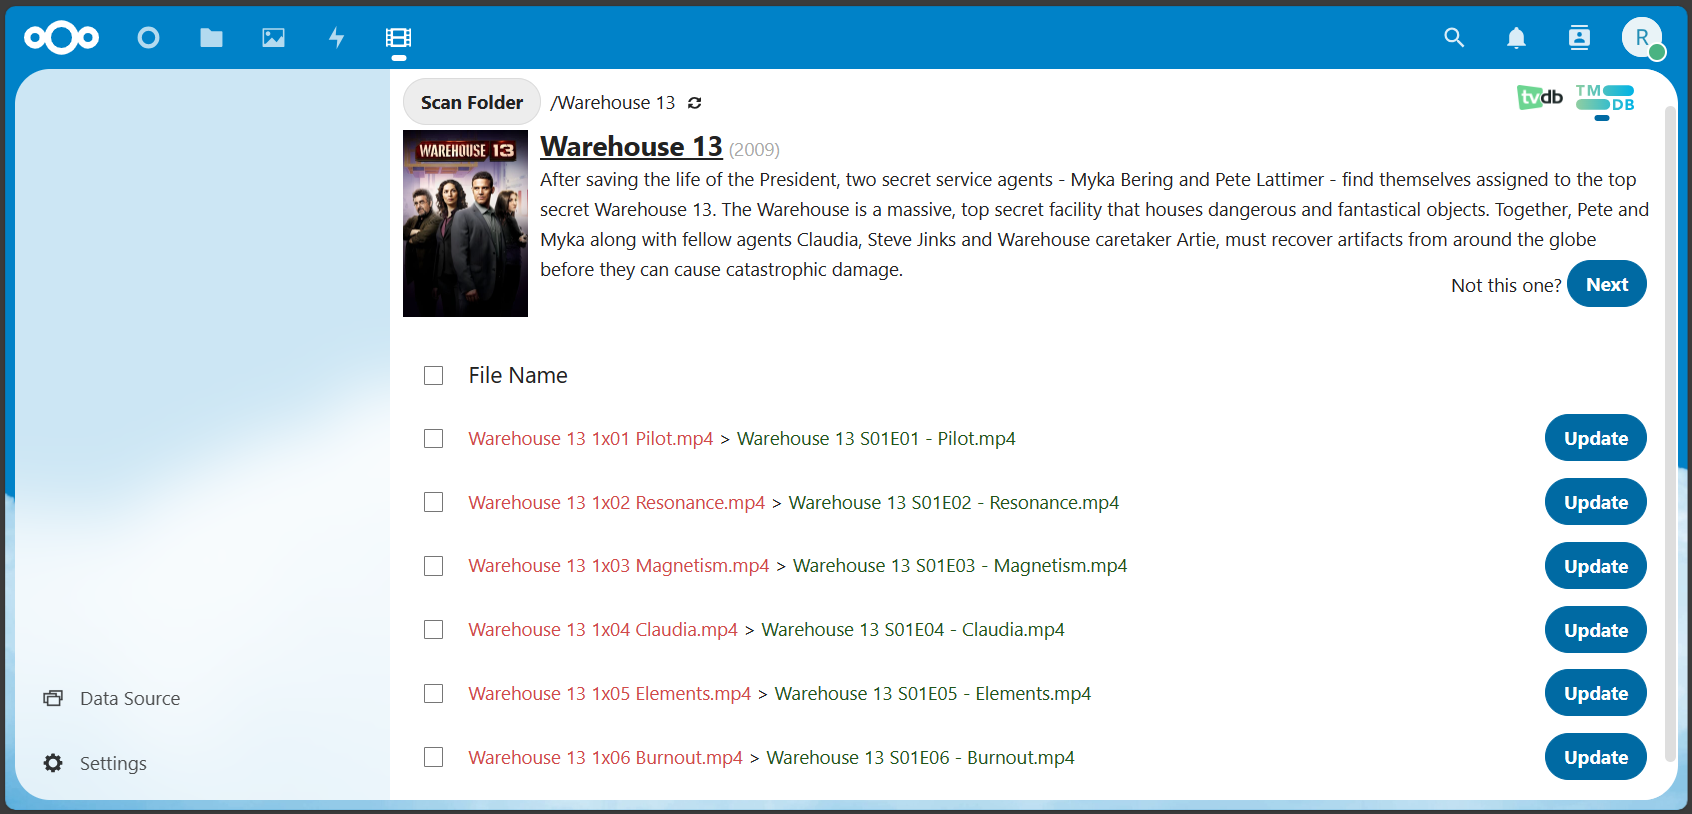 R
Scan Folder /Warehouse 13
tvdb
TM
DB
WAREHOUSE 13
Warehouse 13 (2009)
After saving the life of the President, two secret service agents - Myka Bering and Pete Lattimer - find themselves assigned to the top
secret Warehouse 13. The Warehouse is a massive, top secret facility that houses dangerous and fantastical objects. Together, Pete and
Myka along with fellow agents Claudia, Steve Jinks and Warehouse caretaker Artie, must recover artifacts from around the globe
before they can cause catastrophic damage.
Not this one? Next
File Name
Warehouse 13 1x01 Pilot.mp4 > Warehouse 13 S01E01 - Pilot.mp4 Update
Warehouse 13 1x02 Resonance.mp4 > Warehouse 13 S01E02 - Resonance.mp4 Update
Warehouse 13 1x03 Magnetism.mp4 > Warehouse 13 S01E03 - Magnetism.mp4 Update
Warehouse 13 1x04 Claudia.mp4 > Warehouse 13 S01E04 - Claudia.mp4 Update
Warehouse 13 1x05 Elements.mp4 > Warehouse 13 S01E05 - Elements.mp4 Update
Warehouse 13 1x06 Burnout.mp4 > Warehouse 13 S01E06 - Burnout.mp4 Update
Data Source
Settings